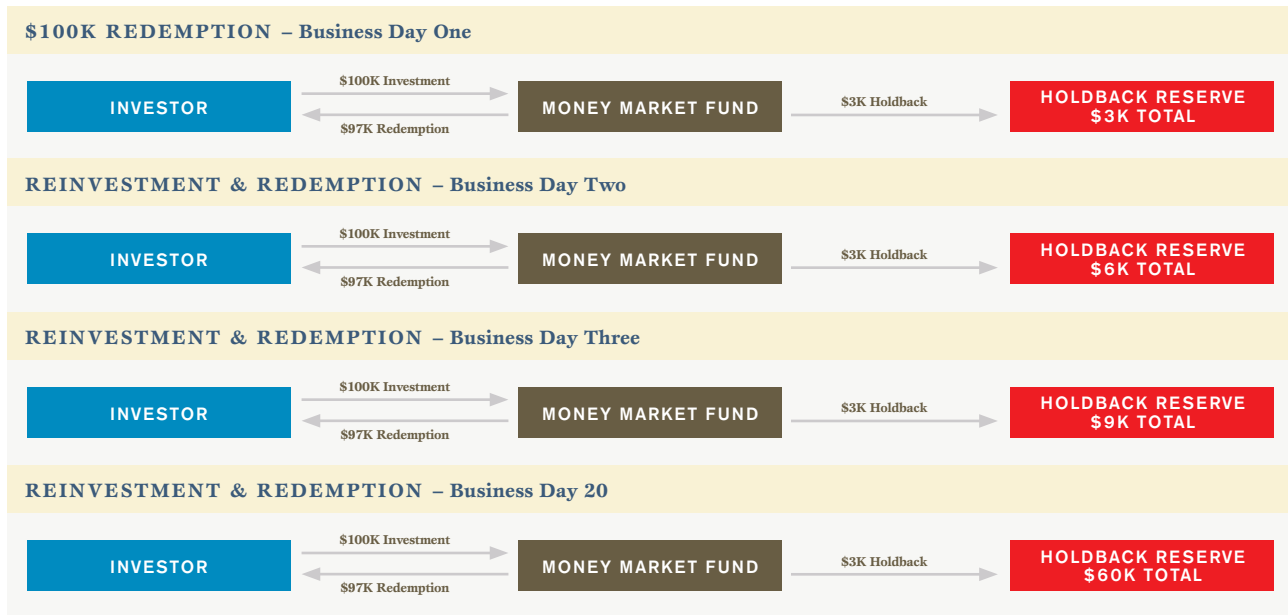 $100K REDEMPTION – Business Day One
$100K Investment
INVESTOR
MONEY MARKET FUND
$3K Holdback
HOLDBACK RESERVE
$3K TOTAL
$97K Redemption
REINVESTMENT & REDEMPTION – Business Day Two
$100K Investment
INVESTOR
MONEY MARKET FUND
$3K Holdback
HOLDBACK RESERVE
$6K TOTAL
$97K Redemption
REINVESTMENT & REDEMPTION – Business Day Three
$100K Investment
INVESTOR
MONEY MARKET FUND
$3K Holdback
HOLDBACK RESERVE
$9K TOTAL
$97K Redemption
REINVESTMENT & REDEMPTION – Business Day 20
$100K Investment
INVESTOR
MONEY MARKET FUND
$3K Holdback
HOLDBACK RESERVE
$60K TOTAL
$97K Redemption